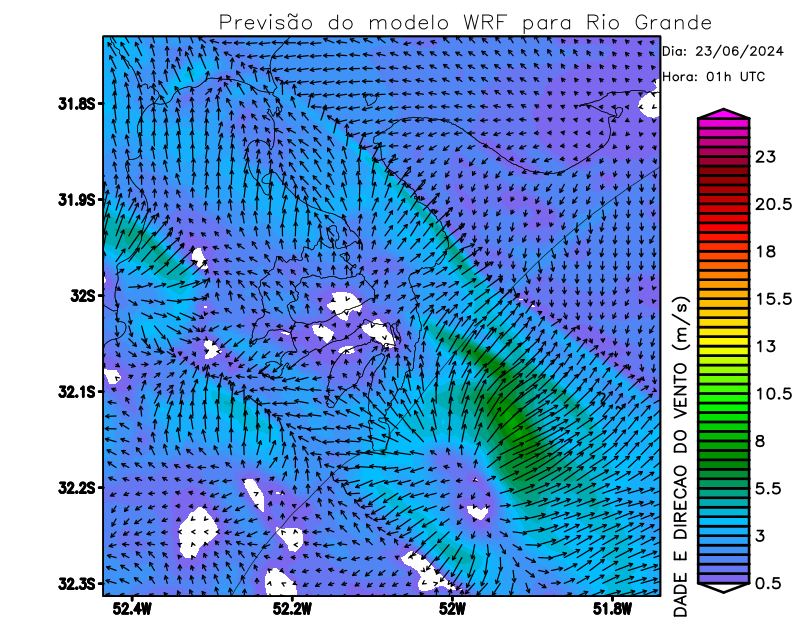 Previsão do modelo WRF para Rio Grande
Dia: 23/06/2024
Hora: 01h UTC
31.8S
31.9S
32S
32.1S
32.2S
32.3S
52.4W
52.2W
52W
51.8W
23
20.5
18
15.5
13
10.5
8
5.5
3
0.5
DADE E DIRECAO DO VENTO (m/s)